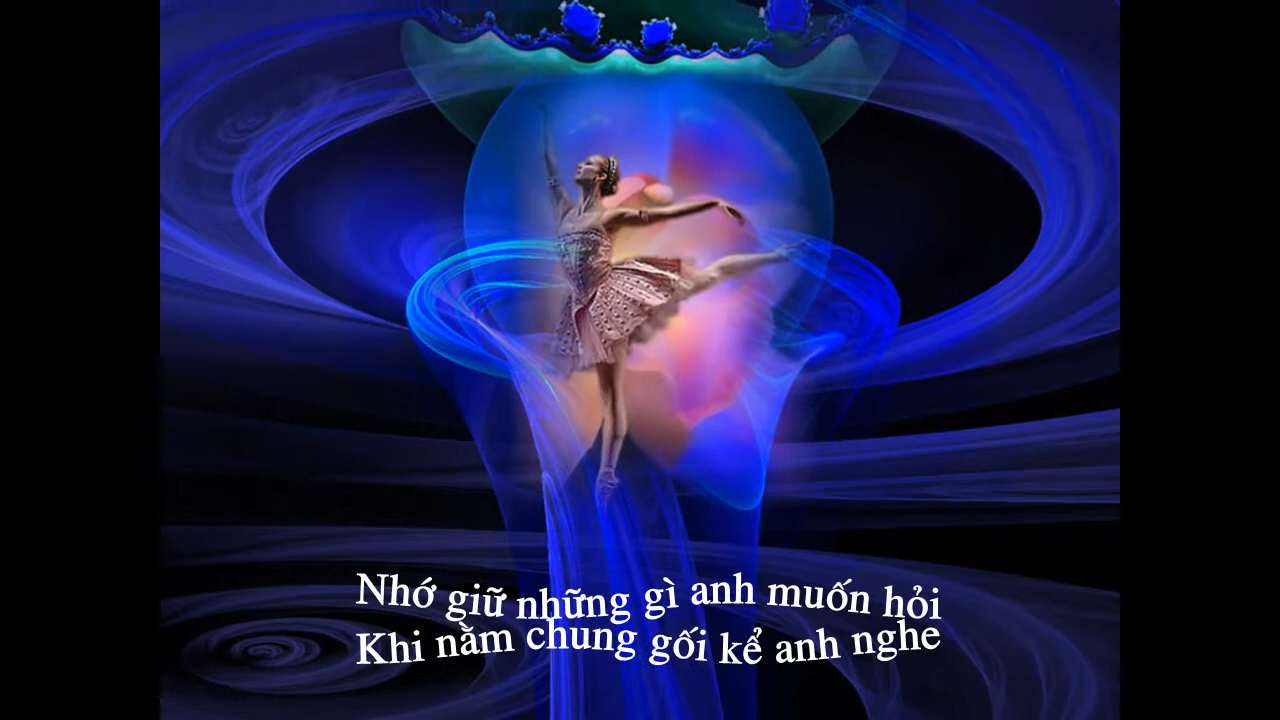 Nhớ giữ những gì anh muốn hỏi
Khi nằm chung gối kể anh nghe